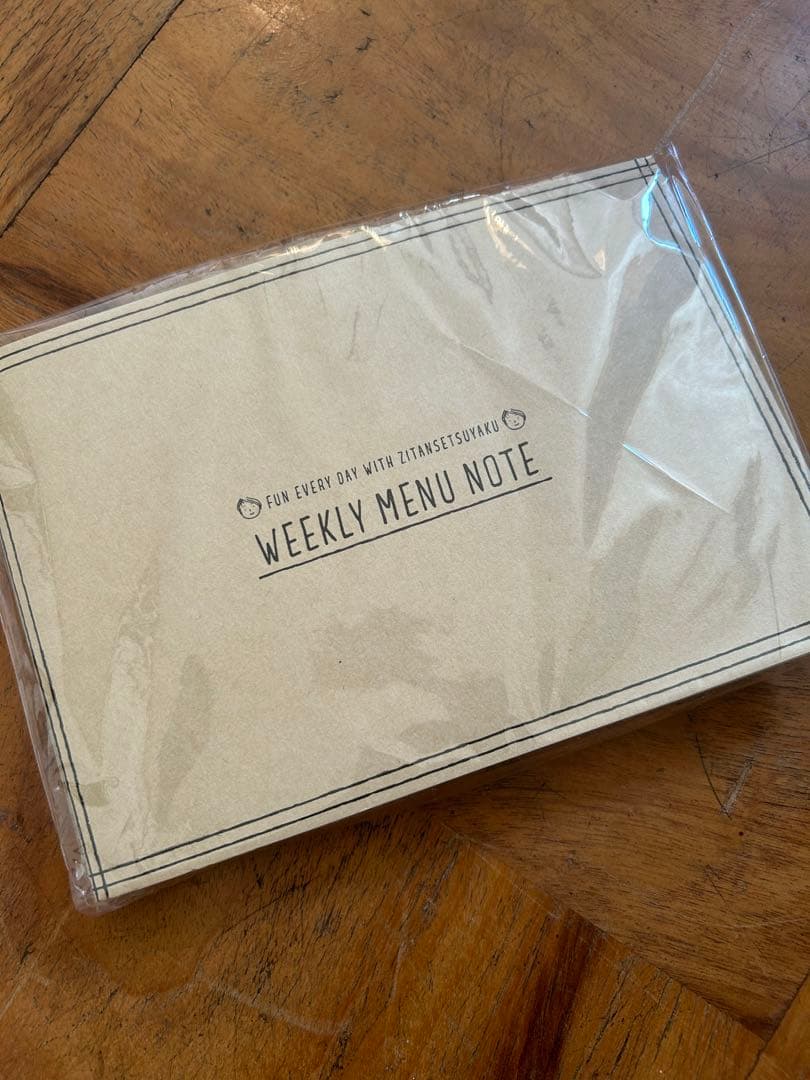 FUN EVERY DAY WITH ZITANSETSUYAKU
WEEKLY MENU NOTE